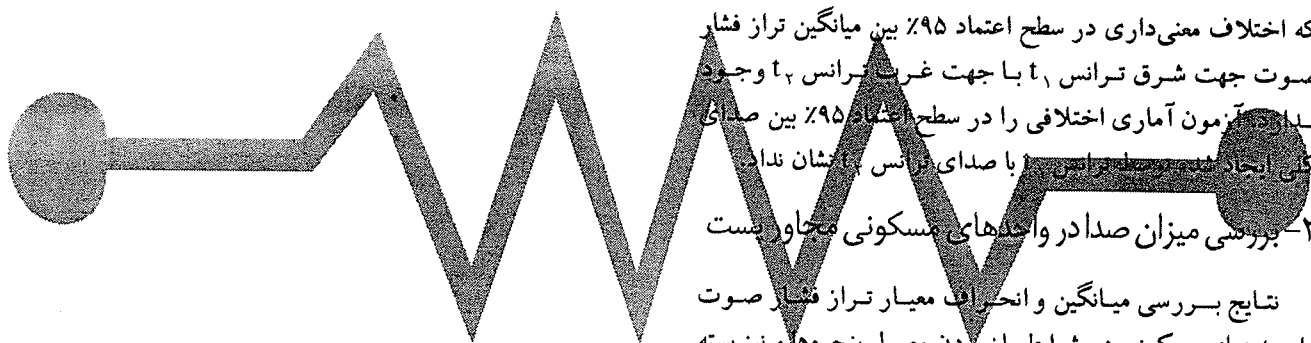 که اختلاف معنی‌داری در سطح اعتماد ۹۵٪ بین میانگین تراز فشار
صوت جهت شرق ترانس t۱ با جهت غرب ترانس t۲ وجود
ندارد. آزمون آماری اختلافی را در سطح اعتماد ۹۵٪ بین صدای
کلی ایجاد شده توسط ترانس t۱ با صدای ترانس t۲ نشان نداد.
۲- بررسی میزان صدا در واحدهای مسکونی مجاور پست
نتایج بررسی میانگین و انحراف معیار تراز فشار صوت